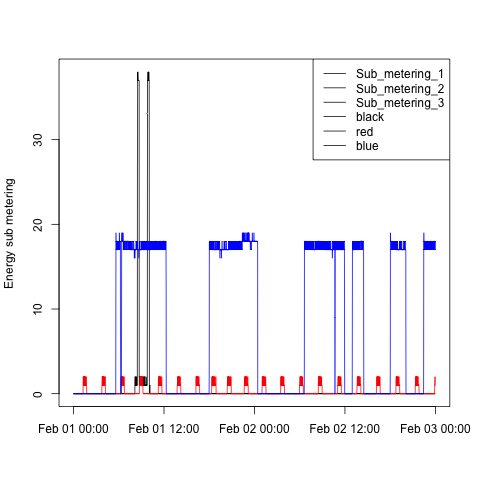 Sub_metering_1
Sub_metering_2
Sub_metering_3
black
red
blue
Energy sub metering
30
20
10
0
Feb 01 00:00 Feb 01 12:00 Feb 02 00:00 Feb 02 12:00 Feb 03 00:00